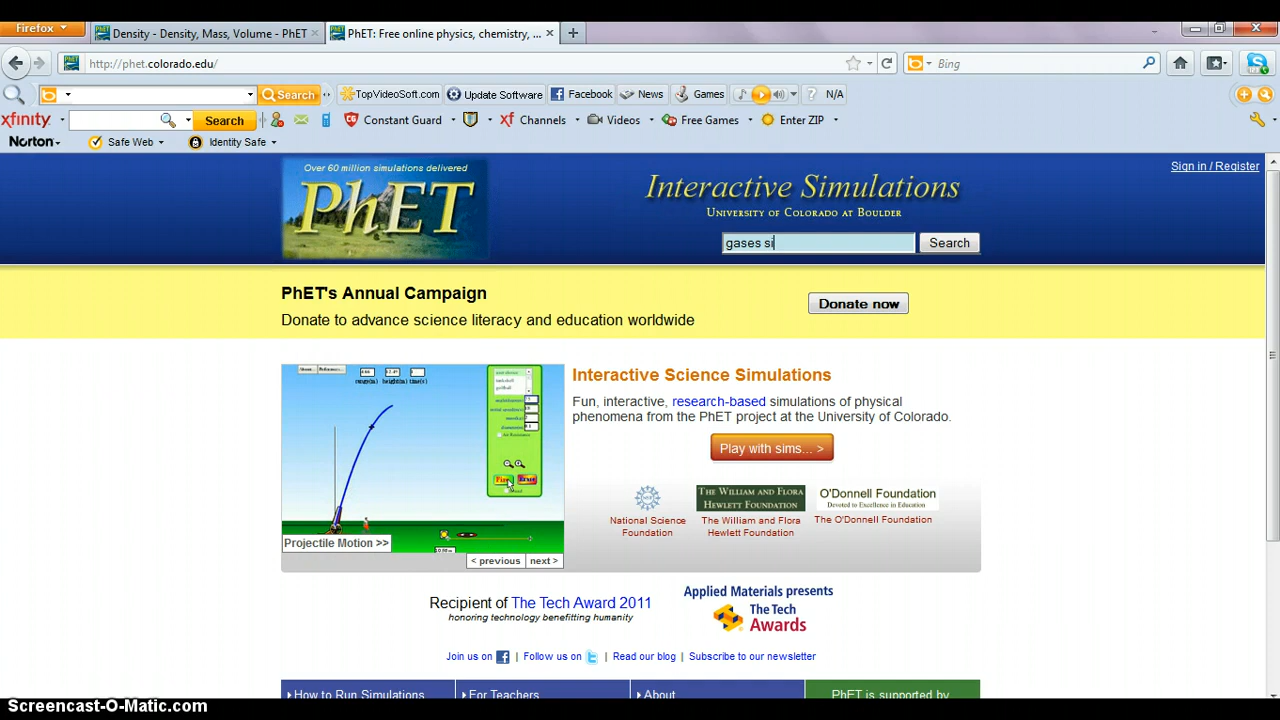 Firefox
Density - Density, Mass, Volume - PhET
PhET: Free online physics, chemistry, ...
http://phet.colorado.edu/
Bing
Search
TopVideoSoft.com
Update Software
Facebook
News
Games
N/A
xfinity
Search
Constant Guard
Channels
Videos
Free Games
Enter ZIP
Norton
Safe Web
Identity Safe
Sign in / Register
Over 60 million simulations delivered
PhET
Interactive Simulations
University of Colorado at Boulder
gases si
Search
PhET's Annual Campaign
Donate to advance science literacy and education worldwide
Donate now
Projectile Motion >>
< previous
next >
Interactive Science Simulations
Fun, interactive, research-based simulations of physical
phenomena from the PhET project at the University of Colorado.
Play with sims... >
National Science
Foundation
The William and Flora
Hewlett Foundation
The William and Flora
Hewlett Foundation
O'Donnell Foundation
Devoted to Excellence in Education
The O'Donnell Foundation
Recipient of The Tech Award 2011
honoring technology benefitting humanity
Applied Materials presents
The Tech
Awards
Join us on
Follow us on
Read our blog
Subscribe to our newsletter
How to Run Simulations
For Teachers
About
PhET is supported by
Screencast-O-Matic.com